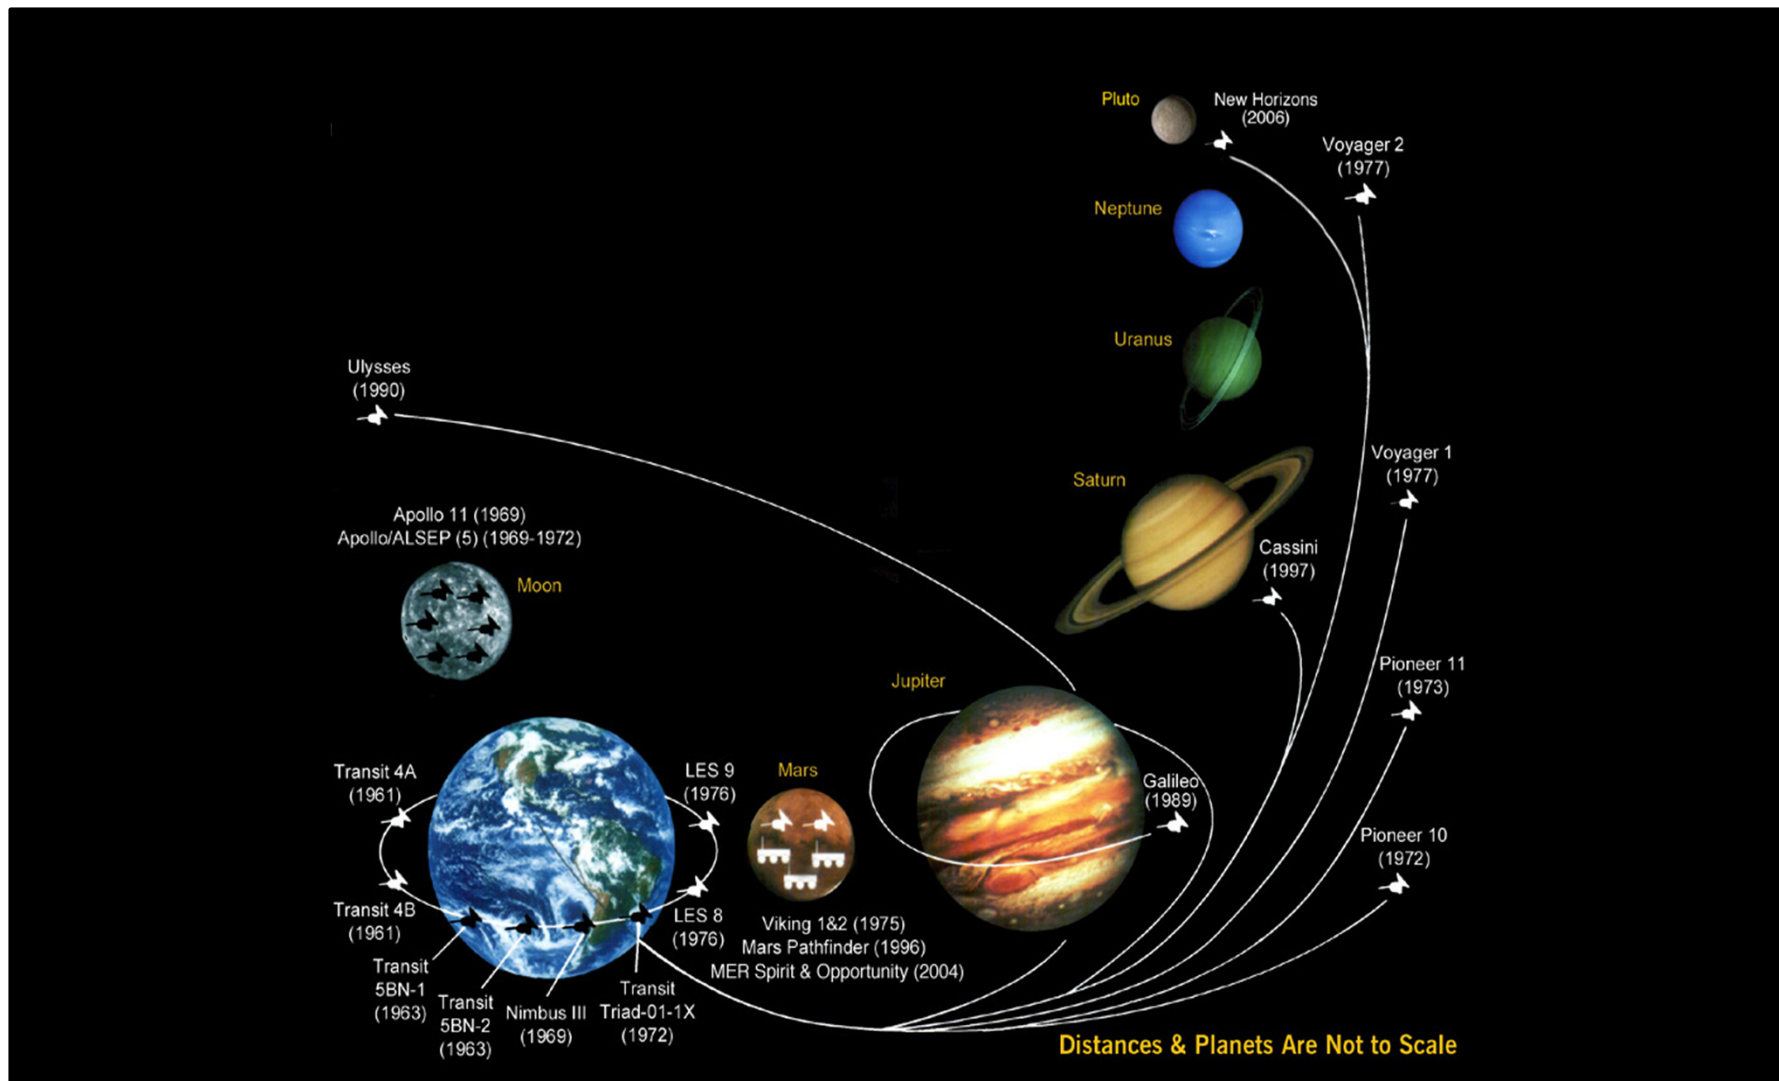 Pluto
New Horizons
(2006)
Voyager 2
(1977)
Neptune
Uranus
Ulysses
(1990)
Voyager 1
(1977)
Saturn
Apollo 11 (1969)
Apollo/ALSEP (5) (1969-1972)
Moon
Cassini
(1997)
Pioneer 11
(1973)
Jupiter
Transit 4A
(1961)
LES 9
(1976)
Mars
Galileo
(1989)
Pioneer 10
(1972)
Transit 4B
(1961)
LES 8
(1976)
Viking 1&2 (1975)
Mars Pathfinder (1996)
MER Spirit & Opportunity (2004)
Transit
5BN-1
(1963)
Transit
5BN-2
(1963)
Nimbus III
(1969)
Transit
Triad-01-1X
(1972)
Distances & Planets Are Not to Scale